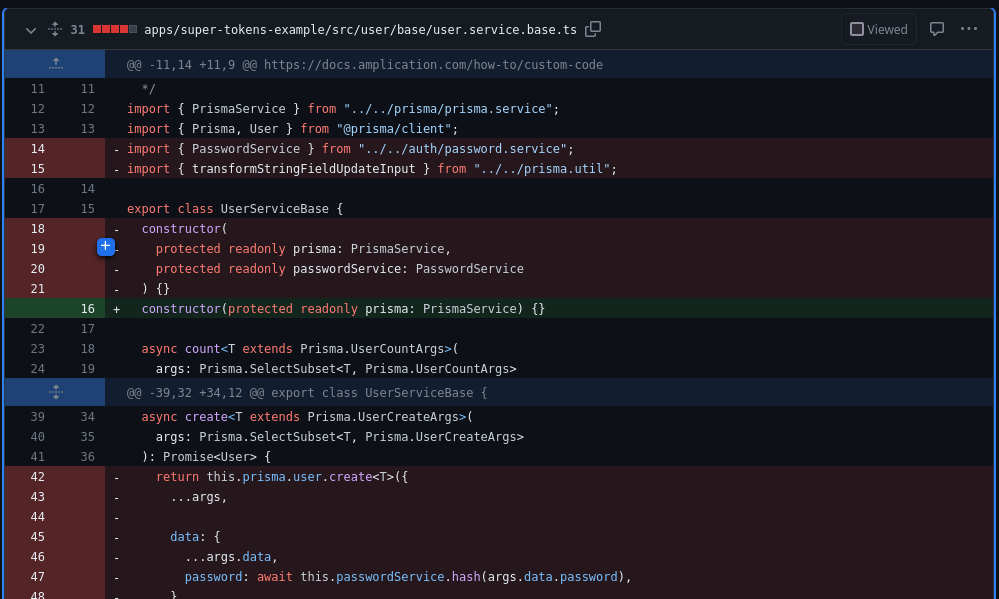 31 apps/super-tokens-example/src/user/base/user.service.base.ts Viewed
@@ -11,14 +11,9 @@ https://docs.amplication.com/how-to/custom-code
11 11 */
12 12 import { PrismaService } from "../../prisma/prisma.service";
13 13 import { Prisma, User } from "@prisma/client";
14 - import { PasswordService } from "../../auth/password.service";
15 - import { transformStringFieldUpdateInput } from "../../prisma.util";
16 14
17 15 export class UserServiceBase {
18 - constructor(
19 - protected readonly prisma: PrismaService,
20 - protected readonly passwordService: PasswordService
21 - ) {}
16 + constructor(protected readonly prisma: PrismaService) {}
22 17
23 18 async count<T extends Prisma.UserCountArgs>(
24 19 args: Prisma.SelectSubset<T, Prisma.UserCountArgs>
@@ -39,32 +34,12 @@ export class UserServiceBase {
39 34 async create<T extends Prisma.UserCreateArgs>(
40 35 args: Prisma.SelectSubset<T, Prisma.UserCreateArgs>
41 36 ): Promise<User> {
42 - return this.prisma.user.create<T>({
43 - ...args,
44 -
45 - data: {
46 - ...args.data,
47 - password: await this.passwordService.hash(args.data.password),
48 - }